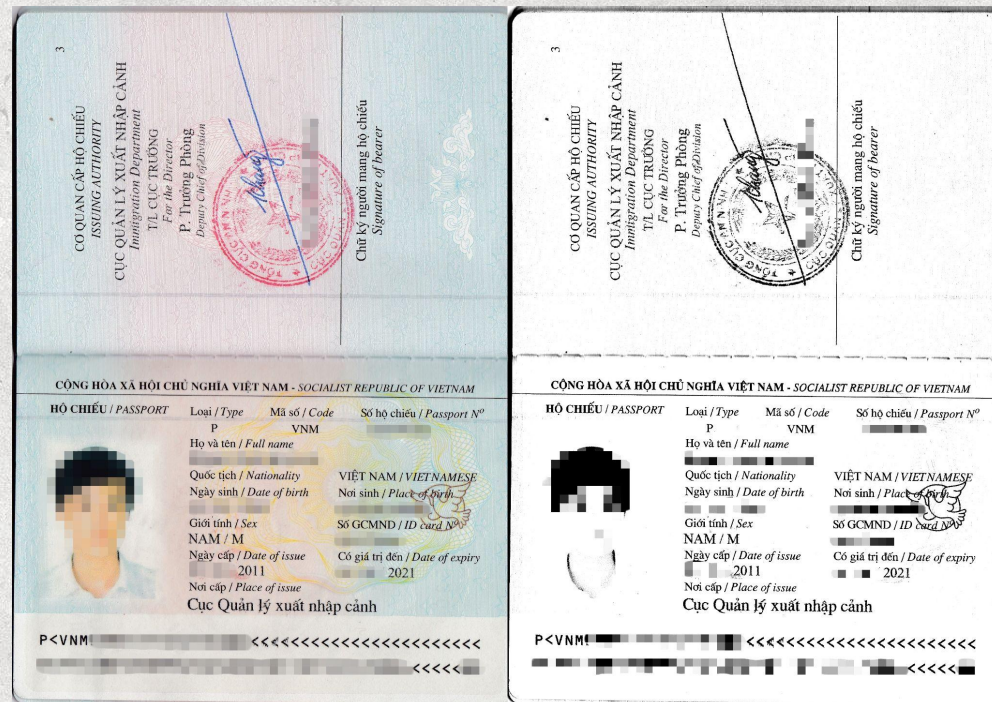 3
CƠ QUAN CẤP HỘ CHIẾU
ISSUING AUTHORITY
CỤC QUẢN LÝ XUẤT NHẬP CẢNH
Immigration Department
T/L CỤC TRƯỞNG
For the Director
P. Trưởng Phòng
Deputy Chief of Division
Chữ ký người mang hộ chiếu
Signature of bearer
CỘNG HÒA XÃ HỘI CHỦ NGHĨA VIỆT NAM - SOCIALIST REPUBLIC OF VIETNAM
HỘ CHIẾU / PASSPORT
Loại / Type Mã số / Code Số hộ chiếu / Passport Nº
P VNM
Họ và tên / Full name
Quốc tịch / Nationality VIỆT NAM / VIETNAMESE
Ngày sinh / Date of birth Nơi sinh / Place of birth
Giới tính / Sex Số GCMND / ID card Nº
NAM / M
Ngày cấp / Date of issue Có giá trị đến / Date of expiry
2011 2021
Nơi cấp / Place of issue
Cục Quản lý xuất nhập cảnh
P<VNM <<<<<<<<<<<<<<<<<<<<<<
<<<<<
3
CƠ QUAN CẤP HỘ CHIẾU
ISSUING AUTHORITY
CỤC QUẢN LÝ XUẤT NHẬP CẢNH
Immigration Department
T/L CỤC TRƯỞNG
For the Director
P. Trưởng Phòng
Deputy Chief of Division
Chữ ký người mang hộ chiếu
Signature of bearer
CỘNG HÒA XÃ HỘI CHỦ NGHĨA VIỆT NAM - SOCIALIST REPUBLIC OF VIETNAM
HỘ CHIẾU / PASSPORT
Loại / Type Mã số / Code Số hộ chiếu / Passport Nº
P VNM
Họ và tên / Full name
Quốc tịch / Nationality VIỆT NAM / VIETNAMESE
Ngày sinh / Date of birth Nơi sinh / Place of birth
Giới tính / Sex Số GCMND / ID card Nº
NAM / M
Ngày cấp / Date of issue Có giá trị đến / Date of expiry
2011 2021
Nơi cấp / Place of issue
Cục Quản lý xuất nhập cảnh
P<VNM <<<<<<<<<<<<<<<<<<<<<<
<<<<<